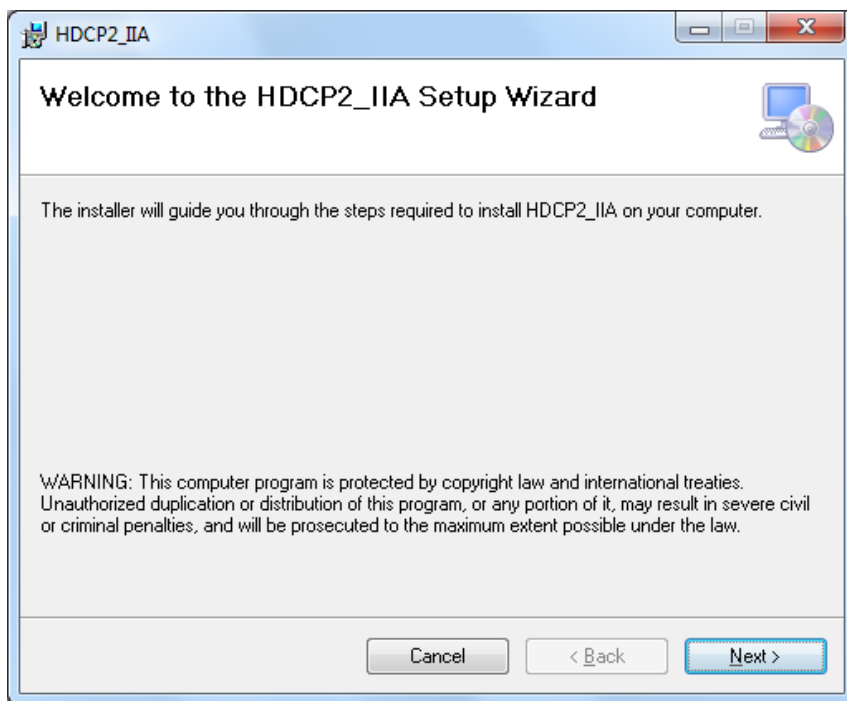 HDCP2_IIA
Welcome to the HDCP2_IIA Setup Wizard
The installer will guide you through the steps required to install HDCP2_IIA on your computer.
WARNING: This computer program is protected by copyright law and international treaties.
Unauthorized duplication or distribution of this program, or any portion of it, may result in severe civil
or criminal penalties, and will be prosecuted to the maximum extent possible under the law.
Cancel
< Back
Next >